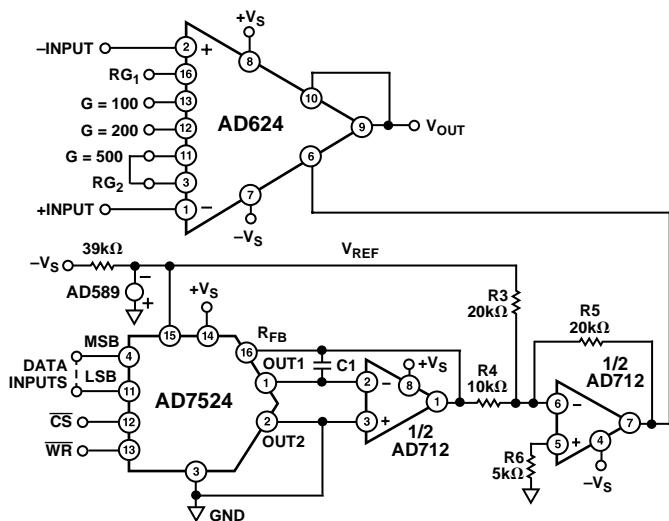 +VS
–INPUT
2
+
8
RG1
16
10
G = 100
13
AD624
G = 200
12
9
VOUT
G = 500
11
6
RG2
3
7
+INPUT
1
–
–VS
39kΩ
–VS
VREF
–
AD589
+
+VS
R3
20kΩ
R5
20kΩ
15
14
RFB
MSB
4
16
OUT1
C1
+VS
1/2
AD712
DATA
INPUTS
LSB
11
1
2
–
8
R4
10kΩ
AD7524
1
6
–
7
CS
12
2
3
+
5
+
4
OUT2
1/2
AD712
WR
13
R6
5kΩ
3
–VS
GND